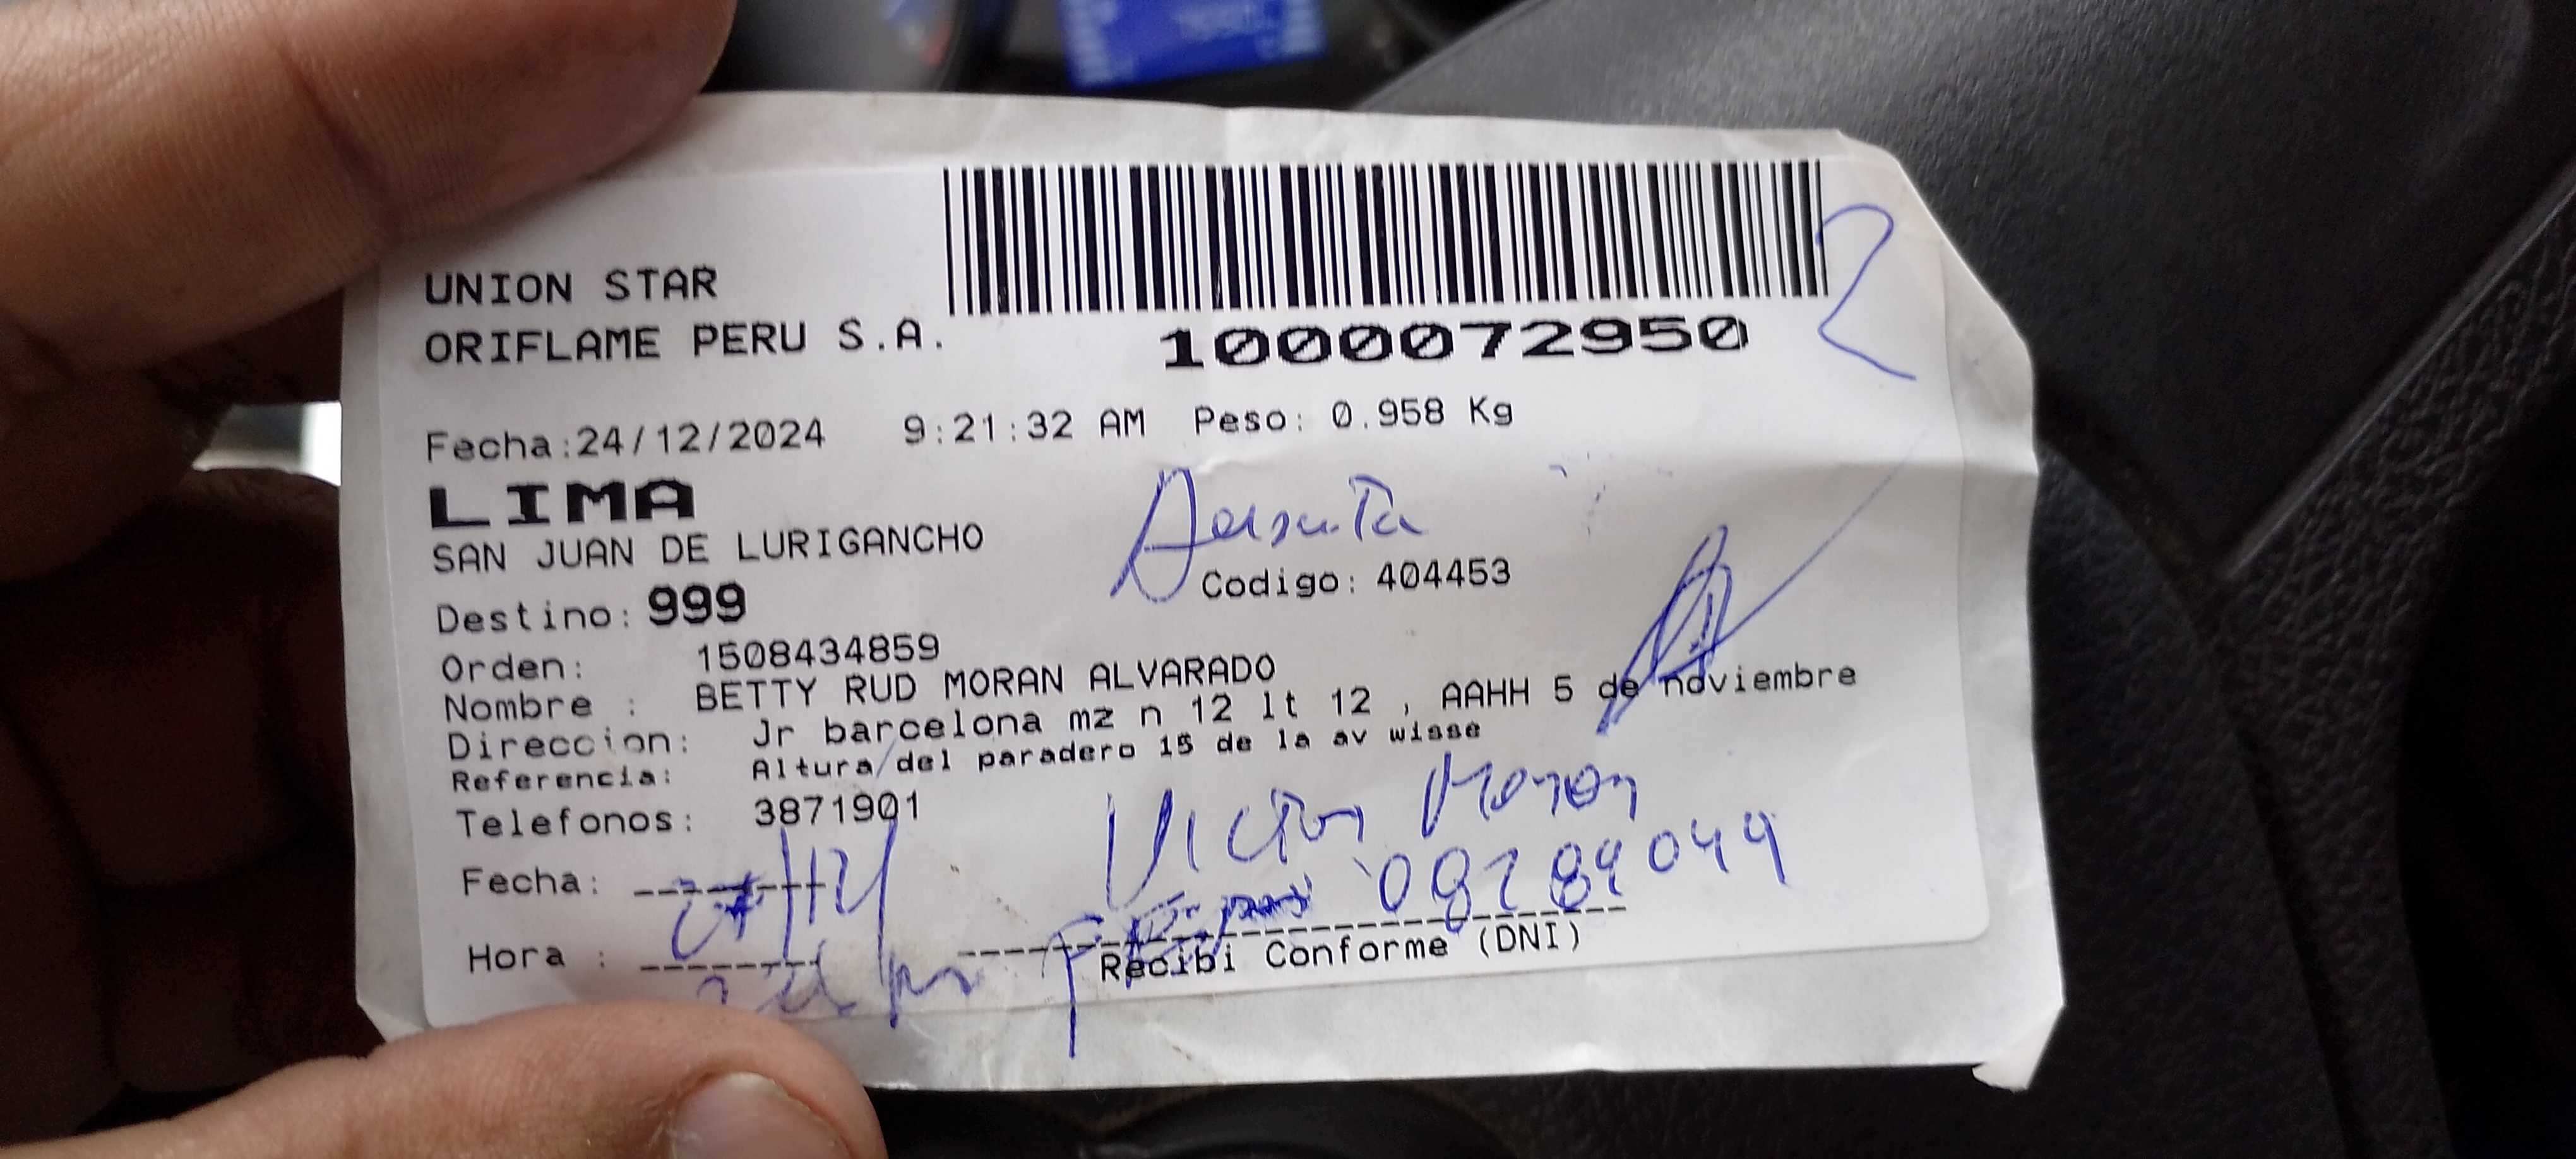 UNION STAR
ORIFLAME PERU S.A.
1000072950
2
Fecha:24/12/2024 9:21:32 AM Peso: 0.958 Kg
LIMA
SAN JUAN DE LURIGANCHO
Destino: 999 Codigo: 404453
Orden: 1508434859
Nombre : BETTY RUD MORAN ALVARADO
Direccion: Jr barcelona mz n 12 lt 12 , AAHH 5 de noviembre
Referencia: Altura del paradero 15 de la av wisse
Telefonos: 3871901
Victor Moran
Fecha:
Hora :
Recibi Conforme (DNI)